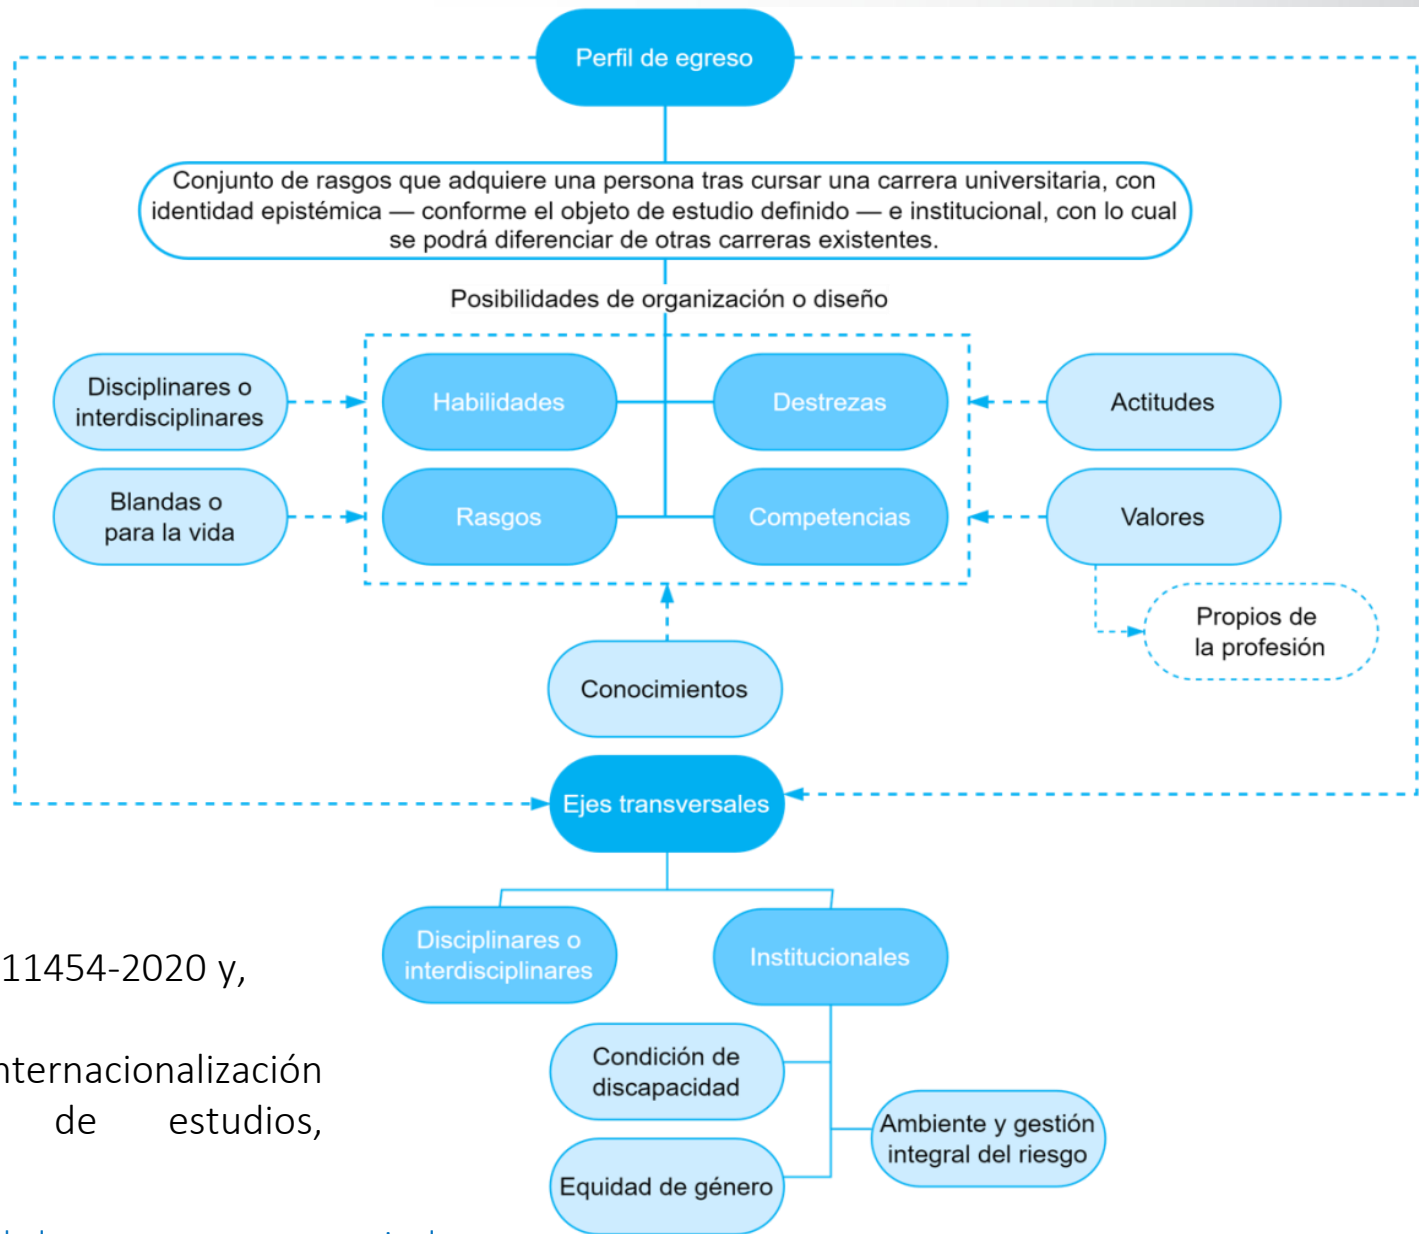 Perfil de egreso
Conjunto de rasgos que adquiere una persona tras cursar una carrera universitaria, con
identidad epistémica — conforme el objeto de estudio definido — e institucional, con lo cual
se podrá diferenciar de otras carreras existentes.
Posibilidades de organización o diseño
Disciplinares o
interdisciplinares
Habilidades
Destrezas
Actitudes
Blandas o
para la vida
Rasgos
Competencias
Valores
Propios de
la profesión
Conocimientos
Ejes transversales
Disciplinares o
interdisciplinares
Institucionales
Condición de
discapacidad
Ambiente y gestión
integral del riesgo
Equidad de género
11454-2020 y,
nternacionalización
de estudios,